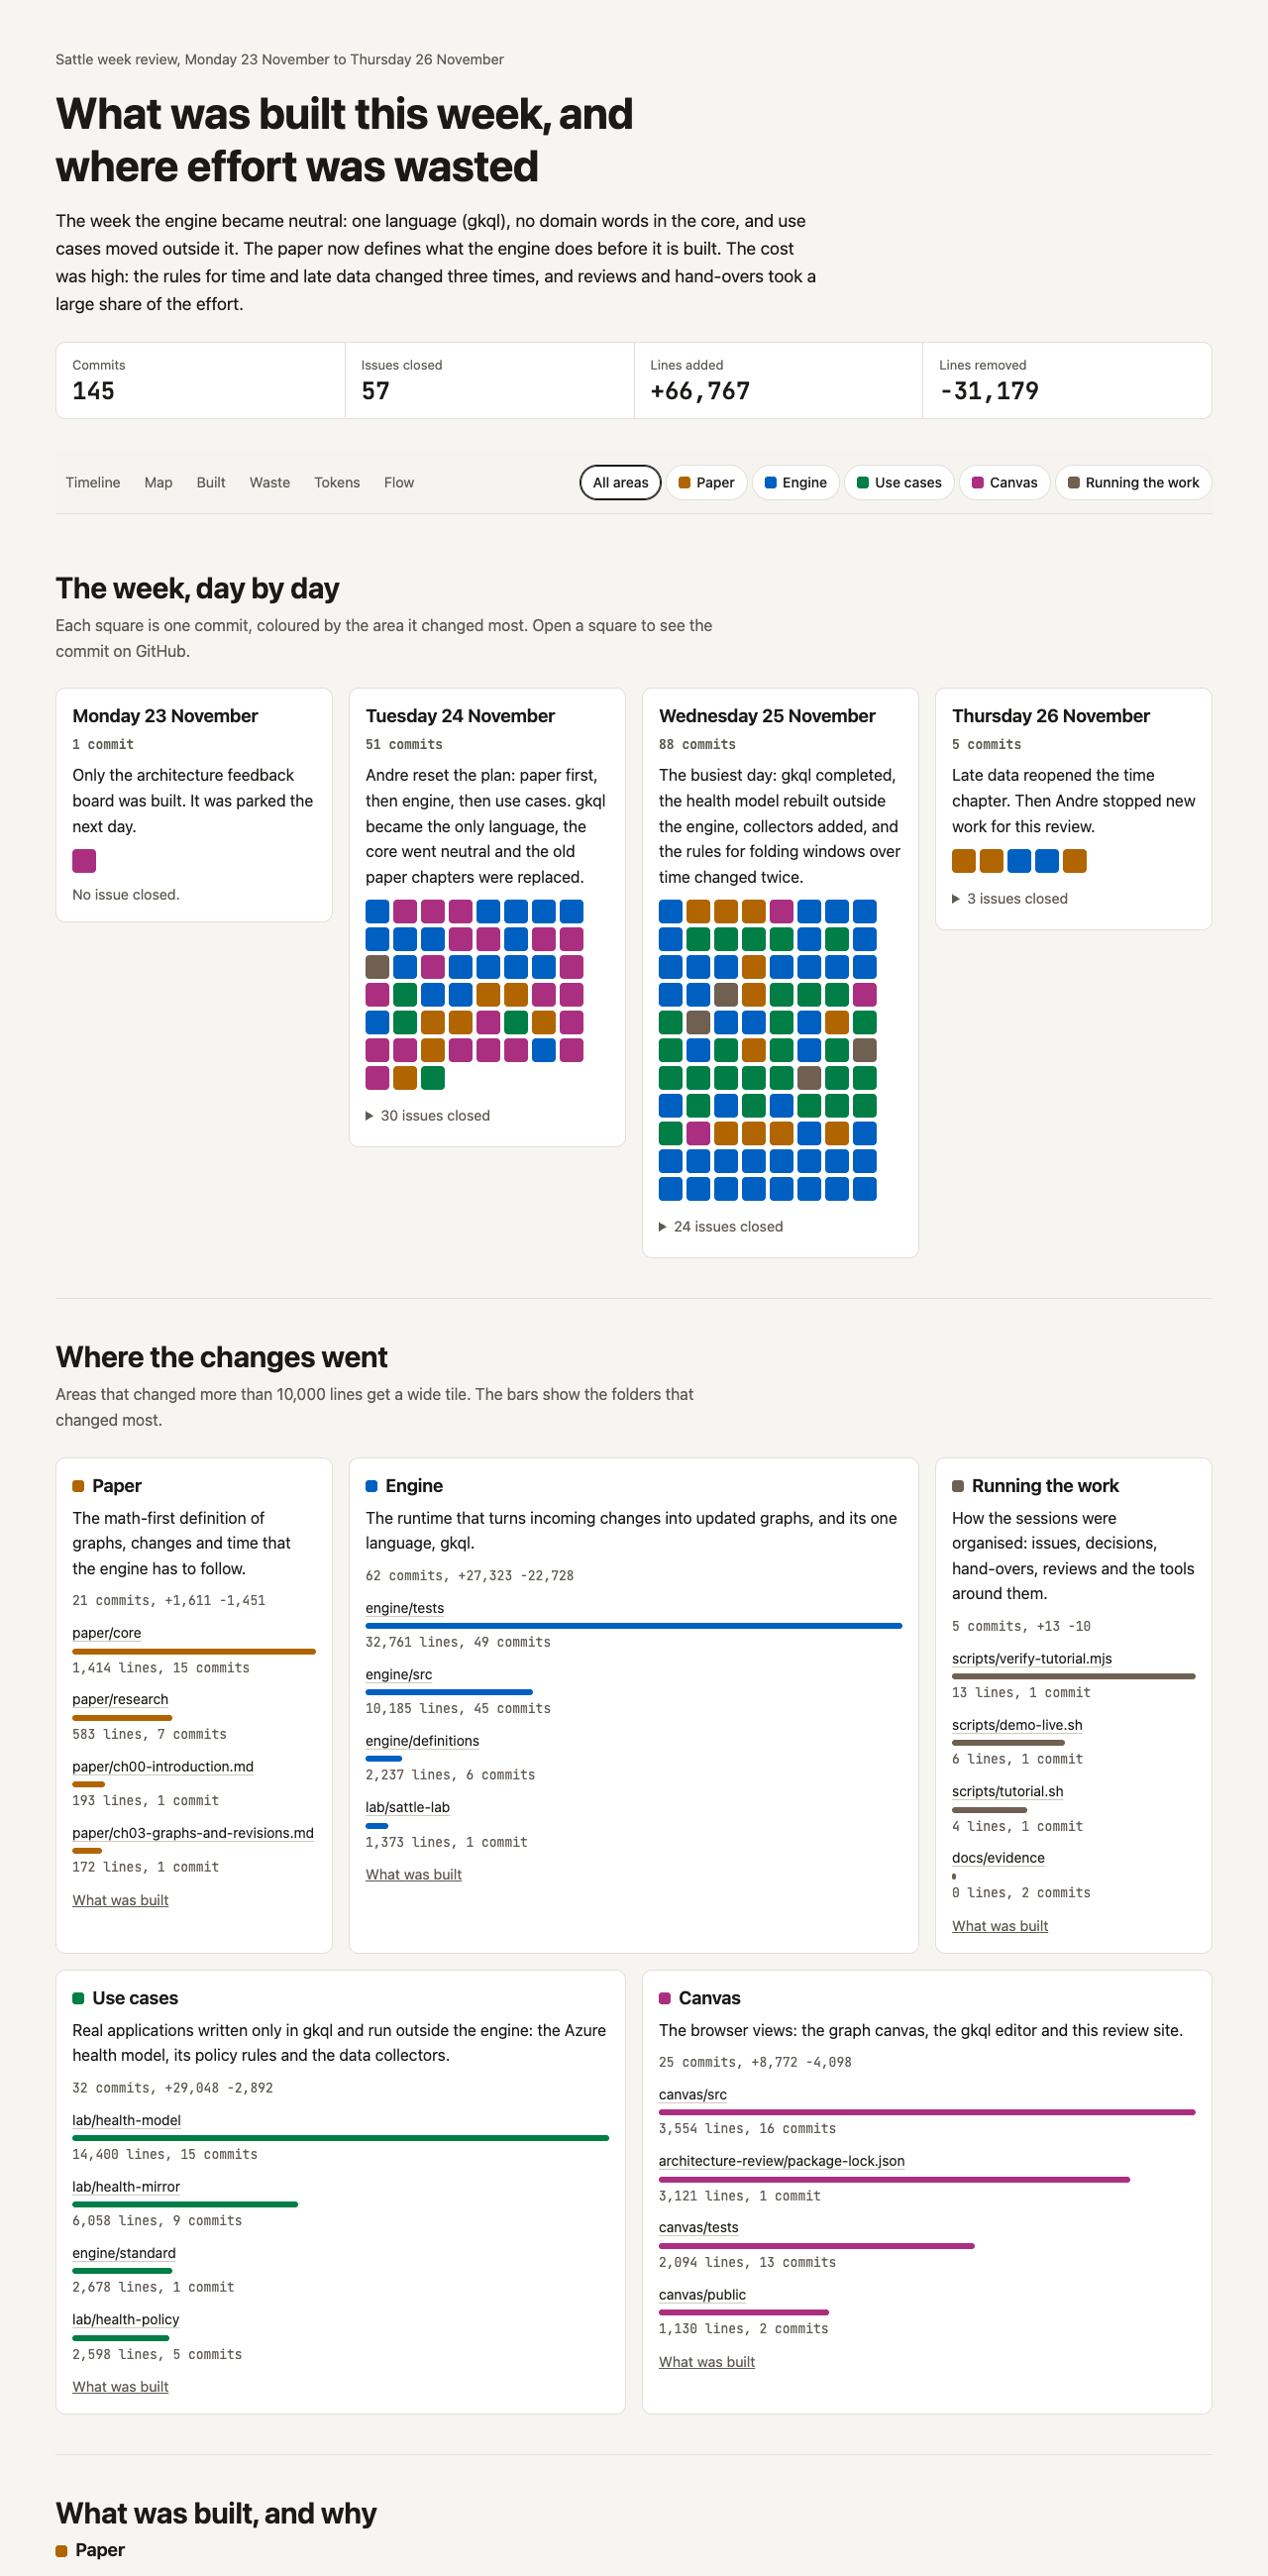 Sattle week review, Monday 23 November to Thursday 26 November
What was built this week, and
where effort was wasted
The week the engine became neutral: one language (gkql), no domain words in the core, and use
cases moved outside it. The paper now defines what the engine does before it is built. The cost
was high: the rules for time and late data changed three times, and reviews and hand-overs took a
large share of the effort.
Commits
145
Issues closed
57
Lines added
+66,767
Lines removed
-31,179
Timeline Map Built Waste Tokens Flow All areas Paper Engine Use cases Canvas Running the work
The week, day by day
Each square is one commit, coloured by the area it changed most. Open a square to see the
commit on GitHub.
Monday 23 November
1 commit
Only the architecture feedback
board was built. It was parked the
next day.
No issue closed.
Tuesday 24 November
51 commits
Andre reset the plan: paper first,
then engine, then use cases. gkql
became the only language, the
core went neutral and the old
paper chapters were replaced.
30 issues closed
Wednesday 25 November
88 commits
The busiest day: gkql completed,
the health model rebuilt outside
the engine, collectors added, and
the rules for folding windows over
time changed twice.
24 issues closed
Thursday 26 November
5 commits
Late data reopened the time
chapter. Then Andre stopped new
work for this review.
3 issues closed
Where the changes went
Areas that changed more than 10,000 lines get a wide tile. The bars show the folders that
changed most.
Paper
The math-first definition of
graphs, changes and time that
the engine has to follow.
21 commits, +1,611 -1,451
paper/core
1,414 lines, 15 commits
paper/research
583 lines, 7 commits
paper/ch00-introduction.md
193 lines, 1 commit
paper/ch03-graphs-and-revisions.md
172 lines, 1 commit
What was built
Engine
The runtime that turns incoming changes into updated graphs, and its one
language, gkql.
62 commits, +27,323 -22,728
engine/tests
32,761 lines, 49 commits
engine/src
10,185 lines, 45 commits
engine/definitions
2,237 lines, 6 commits
lab/sattle-lab
1,373 lines, 1 commit
What was built
Running the work
How the sessions were
organised: issues, decisions,
hand-overs, reviews and the tools
around them.
5 commits, +13 -10
scripts/verify-tutorial.mjs
13 lines, 1 commit
scripts/demo-live.sh
6 lines, 1 commit
scripts/tutorial.sh
4 lines, 1 commit
docs/evidence
0 lines, 2 commits
What was built
Use cases
Real applications written only in gkql and run outside the engine: the Azure
health model, its policy rules and the data collectors.
32 commits, +29,048 -2,892
lab/health-model
14,400 lines, 15 commits
lab/health-mirror
6,058 lines, 9 commits
engine/standard
2,678 lines, 1 commit
lab/health-policy
2,598 lines, 5 commits
What was built
Canvas
The browser views: the graph canvas, the gkql editor and this review site.
25 commits, +8,772 -4,098
canvas/src
3,554 lines, 16 commits
architecture-review/package-lock.json
3,121 lines, 1 commit
canvas/tests
2,094 lines, 13 commits
canvas/public
1,130 lines, 2 commits
What was built
What was built, and why
Paper